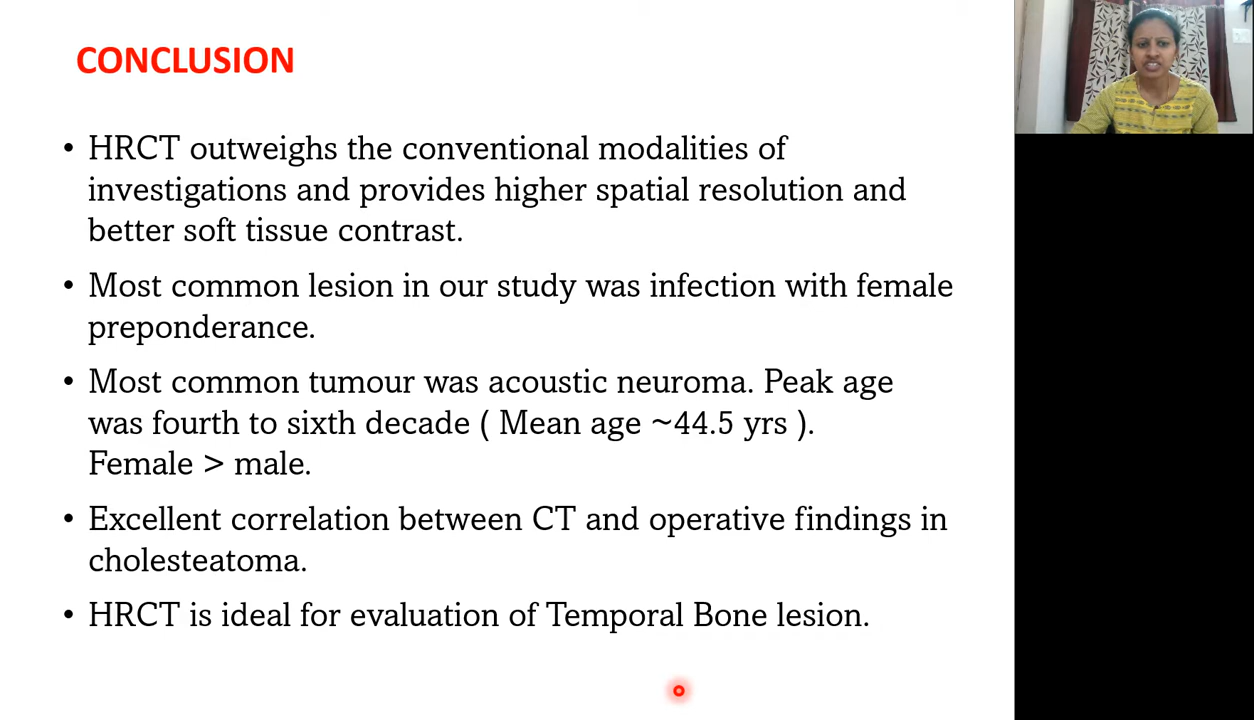 CONCLUSION
• HRCT outweighs the conventional modalities of
investigations and provides higher spatial resolution and
better soft tissue contrast.
• Most common lesion in our study was infection with female
preponderance.
• Most common tumour was acoustic neuroma. Peak age
was fourth to sixth decade ( Mean age ~44.5 yrs ).
Female > male.
• Excellent correlation between CT and operative findings in
cholesteatoma.
• HRCT is ideal for evaluation of Temporal Bone lesion.